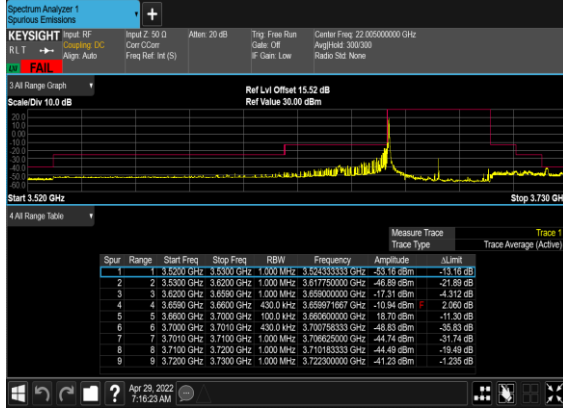 Spectrum Analyzer 1
Spurious Emissions
+
KEYSIGHT Input: RF Input Z: 50 Ω Atten: 20 dB Trig: Free Run Center Freq: 22.005000000 GHz
RLT Coupling: DC Corr CCorr Gate: Off Avg|Hold: 300/300
Align: Auto Freq Ref: Int (S) IF Gain: Low Radio Std: None
FAIL
3 All Range Graph
Ref Lvl Offset 15.52 dB
Scale/Div 10.0 dB Ref Value 30.00 dBm
20.0
10.0
0.00
-10.0
-20.0
-30.0
-40.0
-50.0
-60.0
Start 3.520 GHz Stop 3.730 GH
4 All Range Table
Measure Trace Trace 1
Trace Type Trace Average (Active)
Spur Range Start Freq Stop Freq RBW Frequency Amplitude ΔLimit
1 1 3.5200 GHz 3.5300 GHz 1.000 MHz 3.524333333 GHz -53.16 dBm -13.16 dB
2 2 3.5300 GHz 3.6200 GHz 1.000 MHz 3.617750000 GHz -46.89 dBm -21.89 dB
3 3 3.6200 GHz 3.6590 GHz 1.000 MHz 3.659000000 GHz -17.31 dBm -4.312 dB
4 4 3.6590 GHz 3.6600 GHz 430.0 kHz 3.659971667 GHz -10.94 dBm F 2.060 dB
5 5 3.6600 GHz 3.7000 GHz 100.0 kHz 3.660600000 GHz 18.70 dBm -11.30 dB
6 6 3.7000 GHz 3.7010 GHz 430.0 kHz 3.700758333 GHz -48.83 dBm -35.83 dB
7 7 3.7010 GHz 3.7100 GHz 1.000 MHz 3.706625000 GHz -44.74 dBm -31.74 dB
8 8 3.7100 GHz 3.7200 GHz 1.000 MHz 3.710183333 GHz -44.49 dBm -19.49 dB
9 9 3.7200 GHz 3.7300 GHz 1.000 MHz 3.722300000 GHz -41.23 dBm -1.235 dB
? Apr 29, 2022
7:16:23 AM